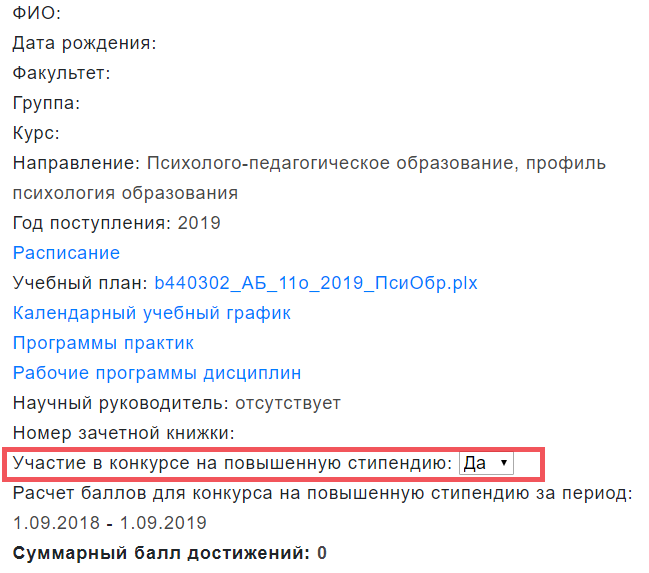 ФИО:
Дата рождения:
Факультет:
Группа:
Курс:
Направление: Психолого-педагогическое образование, профиль
психология образования
Год поступления: 2019
Расписание
Учебный план: b440302_АБ_11о_2019_ПсиОбр.plx
Календарный учебный график
Программы практик
Рабочие программы дисциплин
Научный руководитель: отсутствует
Номер зачетной книжки:
Участие в конкурсе на повышенную стипендию: Да
Расчет баллов для конкурса на повышенную стипендию за период:
1.09.2018 - 1.09.2019
Суммарный балл достижений: 0